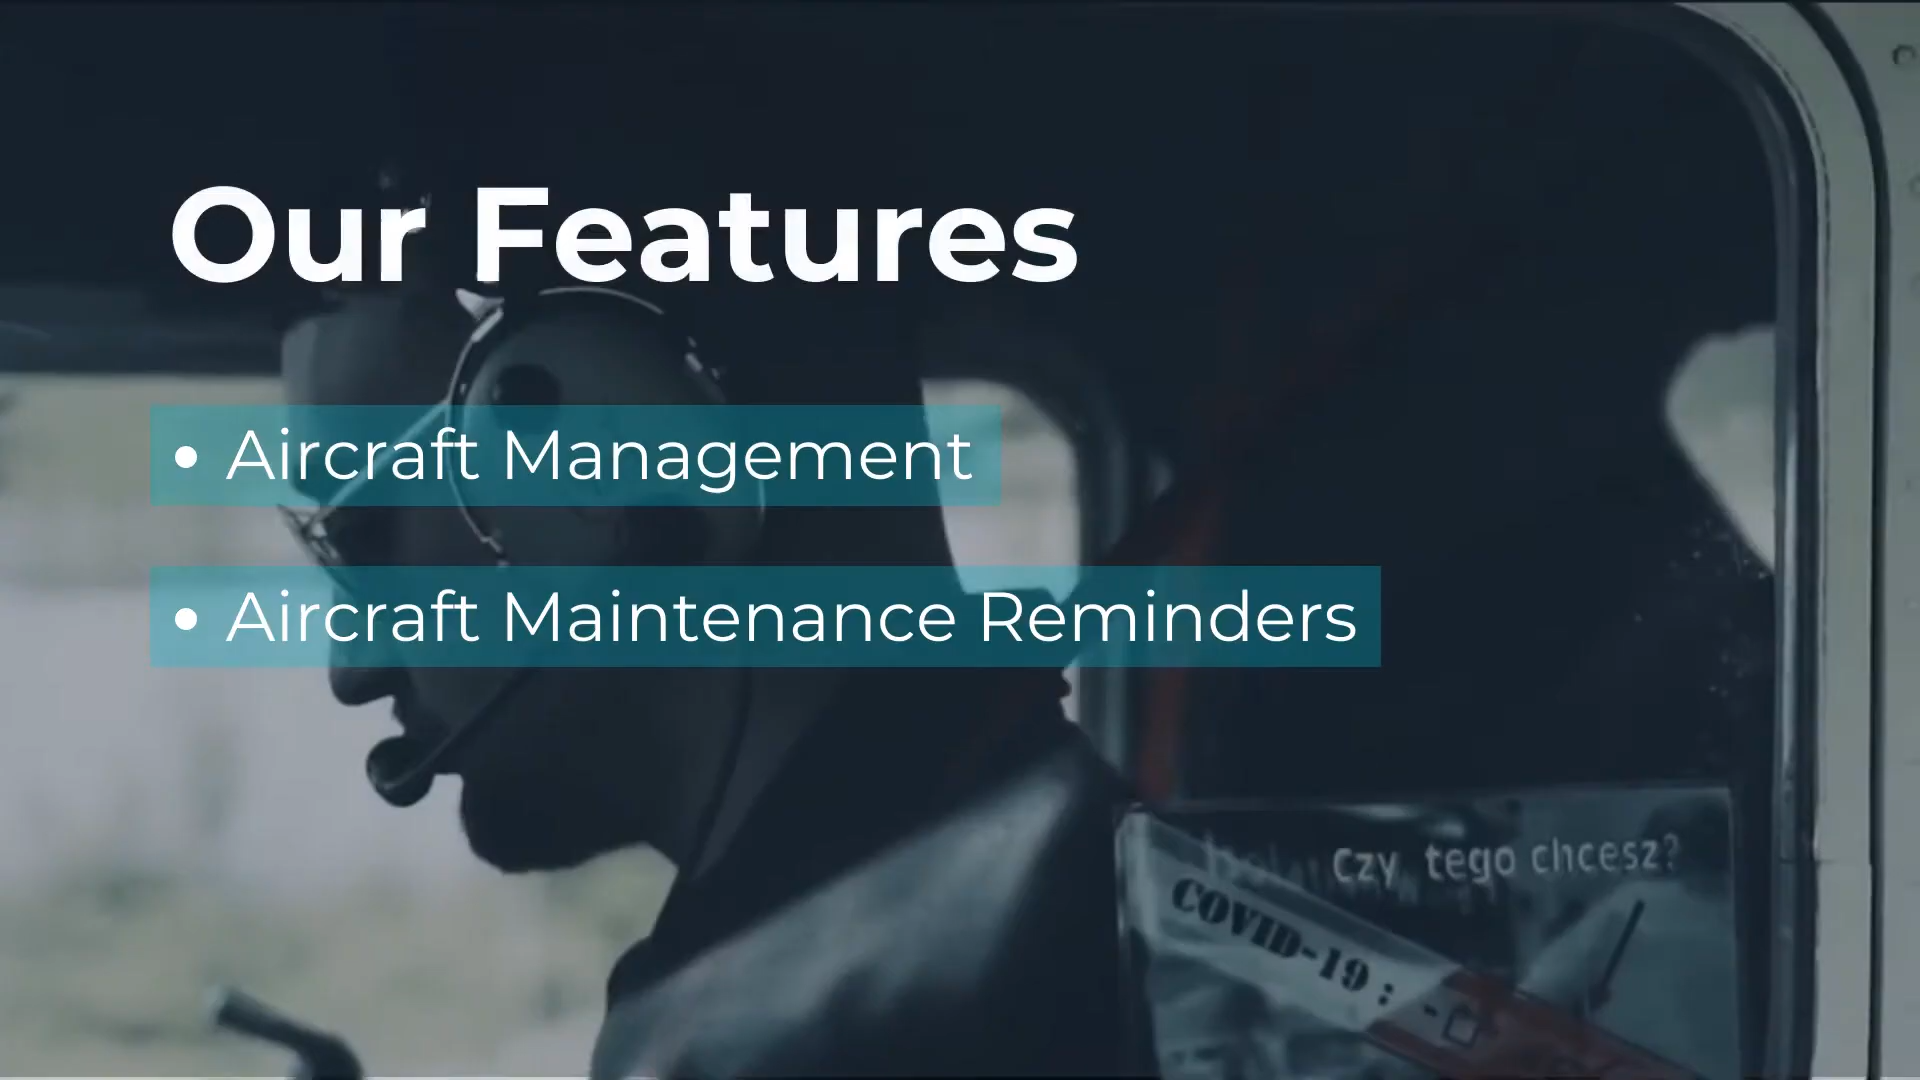 Our Features
• Aircraft Management
• Aircraft Maintenance Reminders
Czy tego chcesz?
COVID-19 :